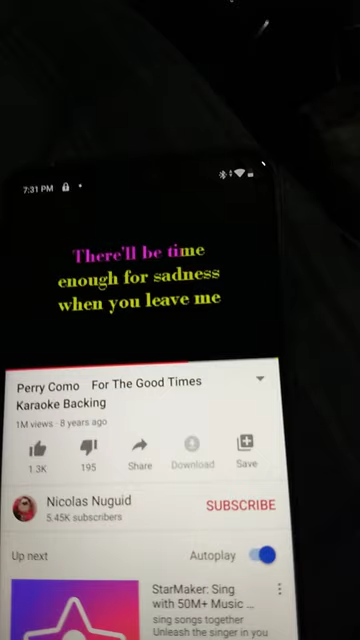 7:31 PM
There'll be time
enough for sadness
when you leave me
Perry Como For The Good Times
Karaoke Backing
1M views · 8 years ago
1.3K
195
Share
Download
Save
Nicolas Nuguid
5.45K subscribers
SUBSCRIBE
Up next
Autoplay
StarMaker: Sing
with 50M+ Music ...
sing songs together
Unleash the singer in you